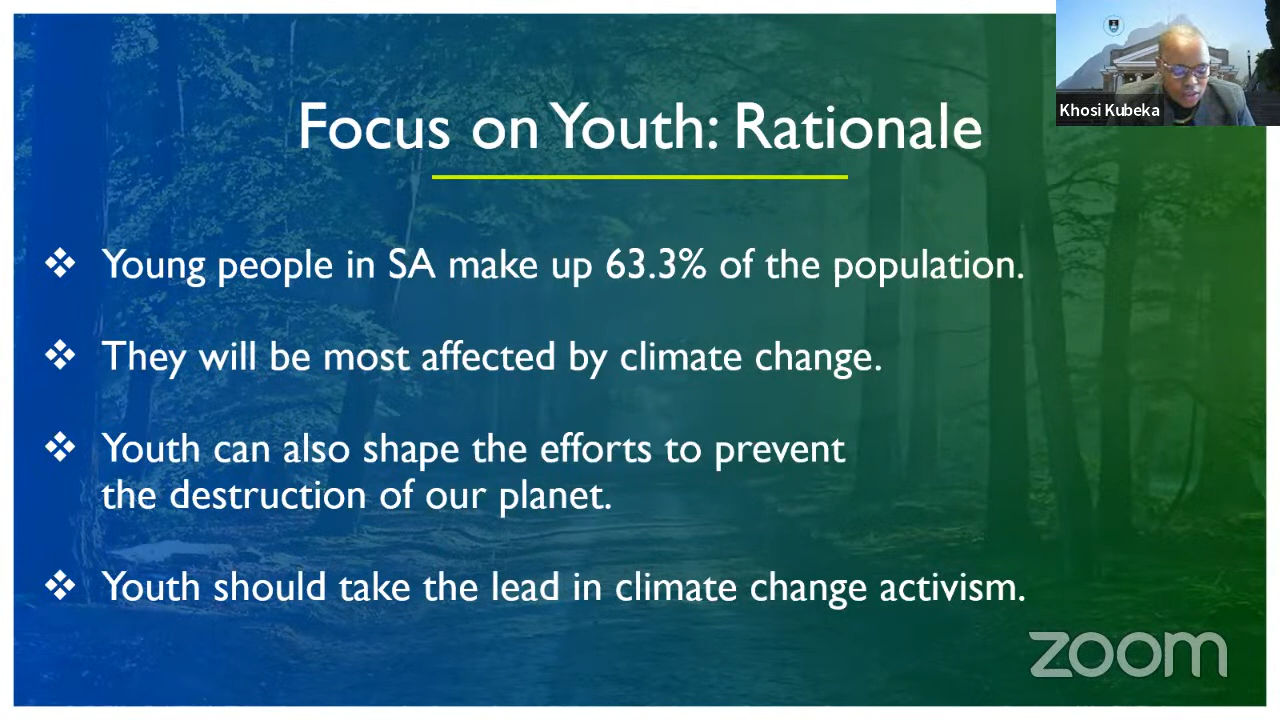 Khosi Kubeka
Focus on Youth: Rationale
❖ Young people in SA make up 63.3% of the population.
❖ They will be most affected by climate change.
❖ Youth can also shape the efforts to prevent
the destruction of our planet.
❖ Youth should take the lead in climate change activism.
zoom